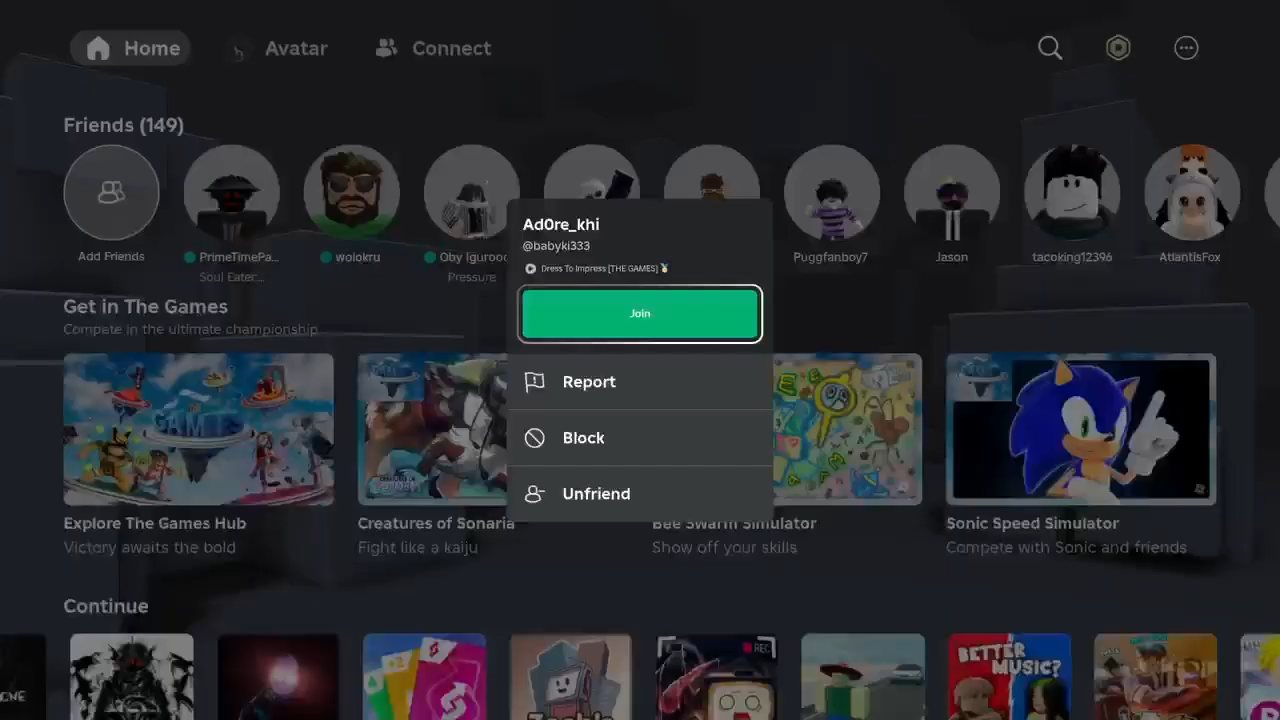 Home
Avatar
Connect
Friends (149)
Add Friends
PrimeTimePa...
Soul Eater:...
wolokru
Oby (guroo
Pressure
Puggfanboy7
Jason
tacoking12396
AtlantisFox
Ad0re_khi
@babyki333
Dress To Impress [THE GAMES]🏅
Join
Report
Block
Unfriend
Get in The Games
Compete in the ultimate championship
GAMES
REC
Explore The Games Hub
Victory awaits the bold
Creatures of Sonaria
Fight like a kaiju
Bee Swarm Simulator
Show off your skills
Sonic Speed Simulator
Compete with Sonic and friends
Continue
BETTER
MUSIC?